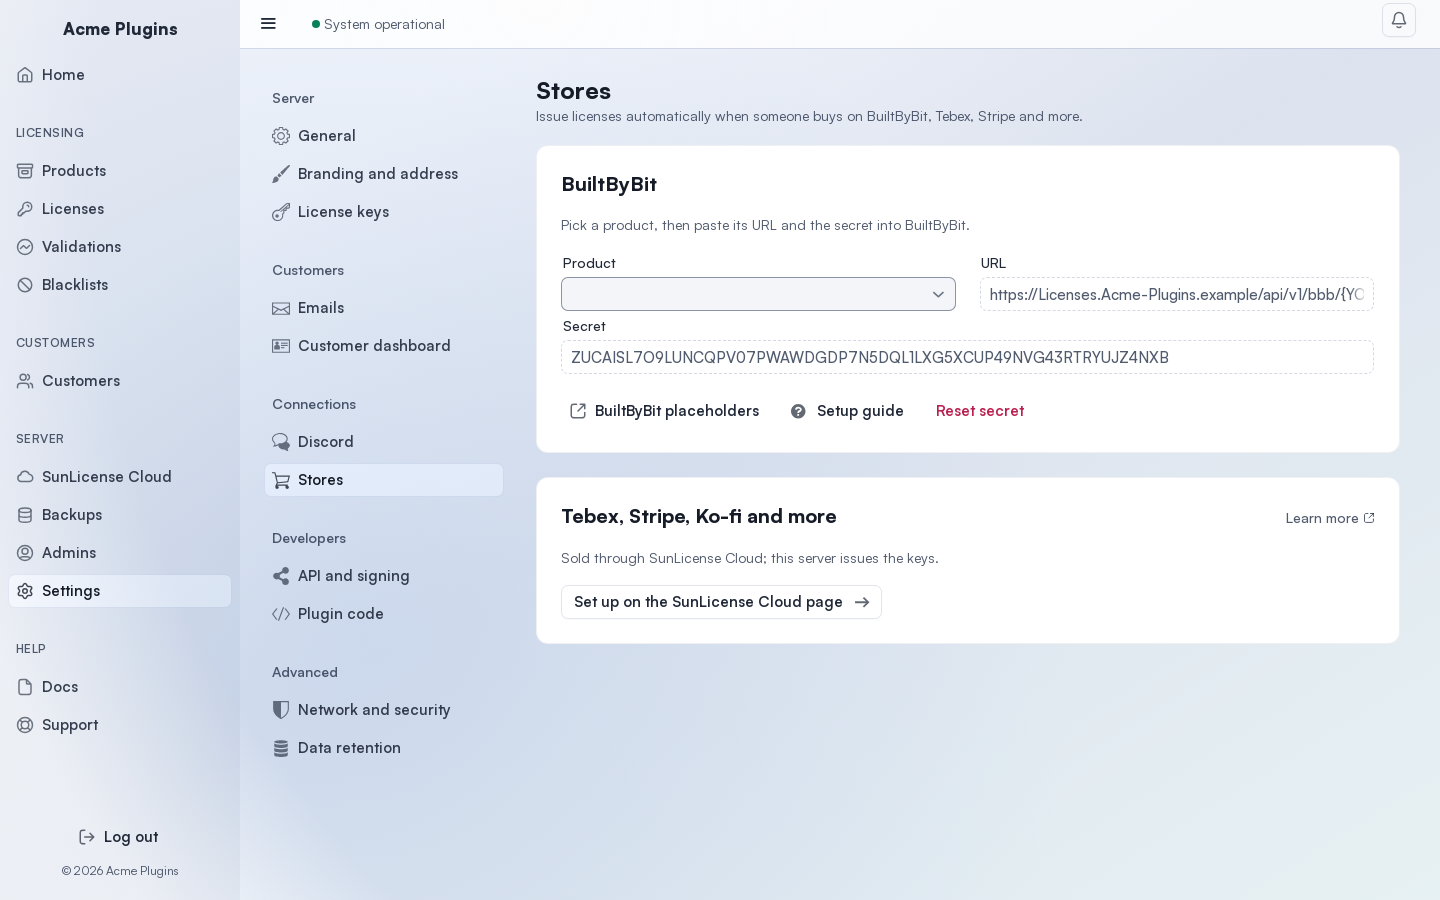 Acme Plugins
Home
LICENSING
Products
Licenses
Validations
Blacklists
CUSTOMERS
Customers
SERVER
SunLicense Cloud
Backups
Admins
Settings
HELP
Docs
Support
Log out
© 2026 Acme Plugins
System operational
Server
General
Branding and address
License keys
Customers
Emails
Customer dashboard
Connections
Discord
Stores
Developers
API and signing
Plugin code
Advanced
Network and security
Data retention
Stores
Issue licenses automatically when someone buys on BuiltByBit, Tebex, Stripe and more.
BuiltByBit
Pick a product, then paste its URL and the secret into BuiltByBit.
Product
URL
https://Licenses.Acme-Plugins.example/api/v1/bbb/{YO
Secret
ZUCAISL7O9LUNCQPV07PWAWDGDP7N5DQL1LXG5XCUP49NVG43RTRYUJZ4NXB
BuiltByBit placeholders
Setup guide
Reset secret
Tebex, Stripe, Ko-fi and more
Learn more
Sold through SunLicense Cloud; this server issues the keys.
Set up on the SunLicense Cloud page